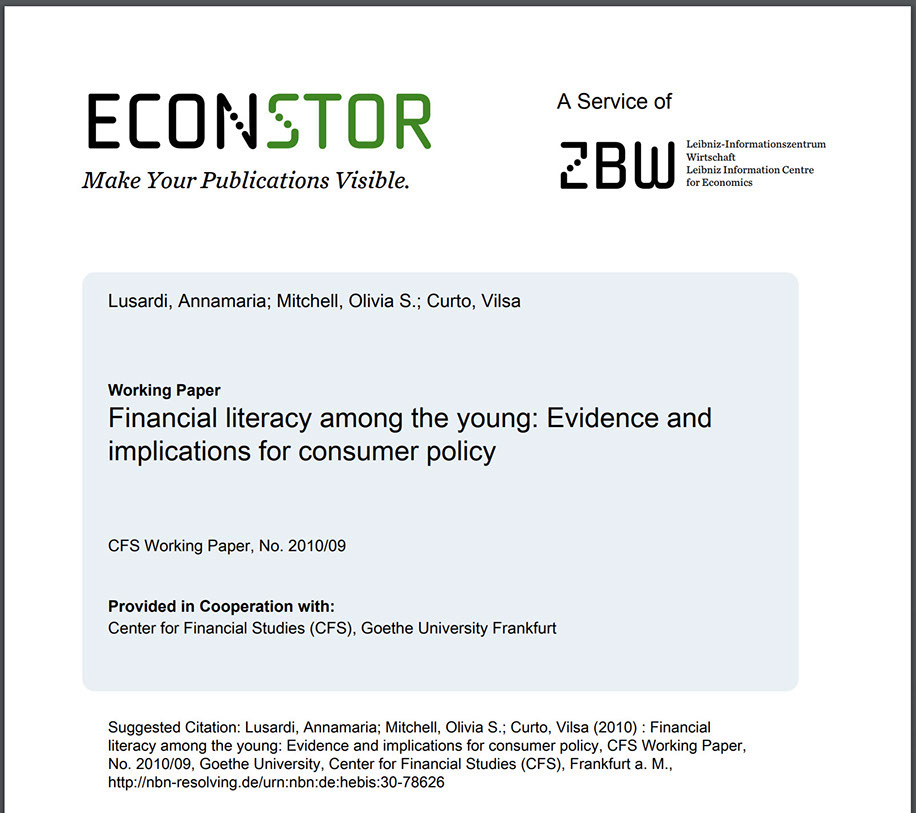 ECONSTOR
Make Your Publications Visible.
A Service of
ZBW
Leibniz-Informationszentrum
Wirtschaft
Leibniz Information Centre
for Economics
Lusardi, Annamaria; Mitchell, Olivia S.; Curto, Vilsa
Working Paper
Financial literacy among the young: Evidence and
implications for consumer policy
CFS Working Paper, No. 2010/09
Provided in Cooperation with:
Center for Financial Studies (CFS), Goethe University Frankfurt
Suggested Citation: Lusardi, Annamaria; Mitchell, Olivia S.; Curto, Vilsa (2010) : Financial
literacy among the young: Evidence and implications for consumer policy, CFS Working Paper,
No. 2010/09, Goethe University, Center for Financial Studies (CFS), Frankfurt a. M.,
http://nbn-resolving.de/urn:nbn:de:hebis:30-78626